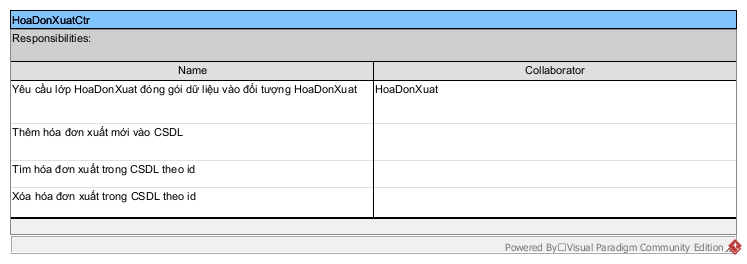 HoaDonXuatCtr
Responsibilities:
Name Collaborator
Yêu cầu lớp HoaDonXuat đóng gói dữ liệu vào đối tượng HoaDonXuat HoaDonXuat
Thêm hóa đơn xuất mới vào CSDL
Tìm hóa đơn xuất trong CSDL theo id
Xóa hóa đơn xuất trong CSDL theo id
Powered By□Visual Paradigm Community Edition